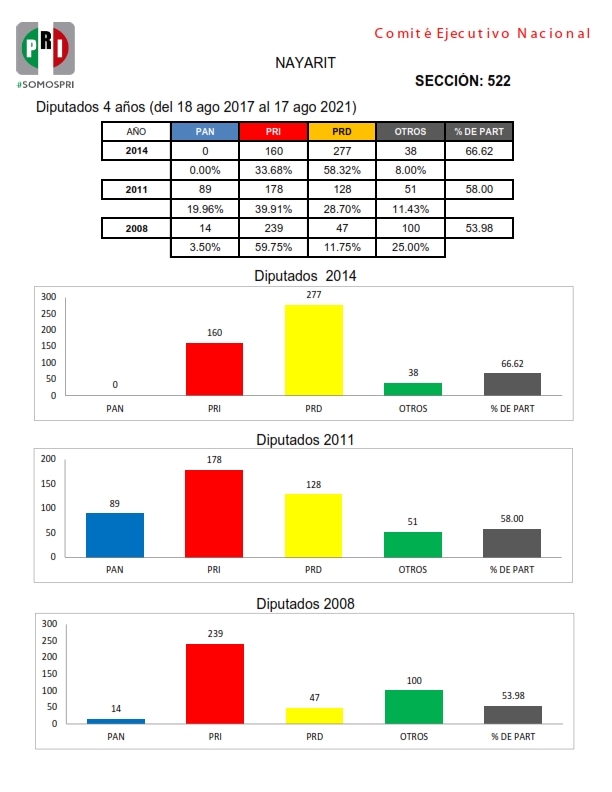 Comité Ejecutivo Nacional
PRI
#SOMOSPRI
NAYARIT
SECCIÓN: 522
Diputados 4 años (del 18 ago 2017 al 17 ago 2021)
AÑO PAN PRI PRD OTROS % DE PART
2014 0 160 277 38 66.62
0.00% 33.68% 58.32% 8.00%
2011 89 178 128 51 58.00
19.96% 39.91% 28.70% 11.43%
2008 14 239 47 100 53.98
3.50% 59.75% 11.75% 25.00%
Diputados 2014
300
250
200
150
100
50
0
0 160 277 38 66.62
PAN PRI PRD OTROS % DE PART
Diputados 2011
200
150
100
50
0
89 178 128 51 58.00
PAN PRI PRD OTROS % DE PART
Diputados 2008
300
250
200
150
100
50
0
14 239 47 100 53.98
PAN PRI PRD OTROS % DE PART